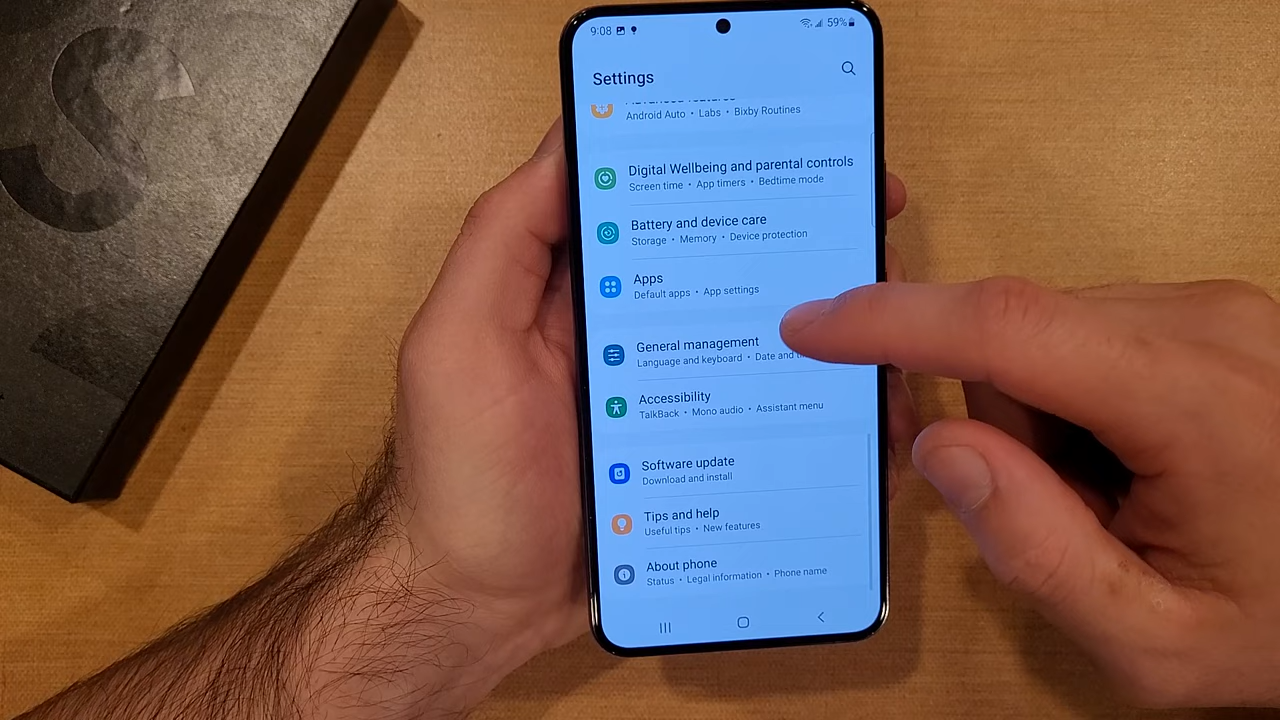 9:08 59%
Settings
Advanced features
Android Auto • Labs • Bixby Routines
Digital Wellbeing and parental controls
Screen time • App timers • Bedtime mode
Battery and device care
Storage • Memory • Device protection
Apps
Default apps • App settings
General management
Language and keyboard • Date and
Accessibility
TalkBack • Mono audio • Assistant menu
Software update
Download and install
Tips and help
Useful tips • New features
About phone
Status • Legal information • Phone name